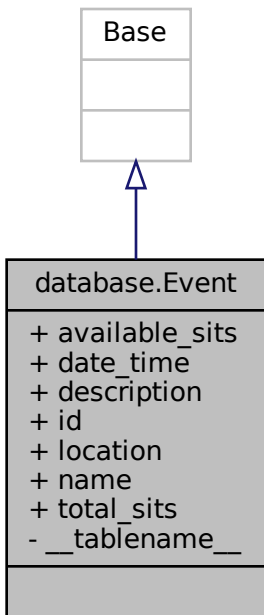 Base
database.Event
+ available_sits
+ date_time
+ description
+ id
+ location
+ name
+ total_sits
- __tablename__